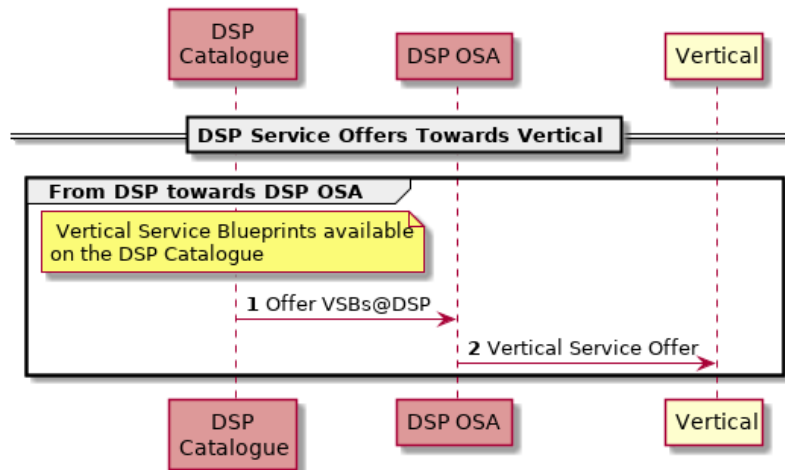 DSP
Catalogue
DSP OSA
Vertical
DSP Service Offers Towards Vertical
From DSP towards DSP OSA
Vertical Service Blueprints available
on the DSP Catalogue
1 Offer VSBs@DSP
2 Vertical Service Offer
DSP
Catalogue
DSP OSA
Vertical